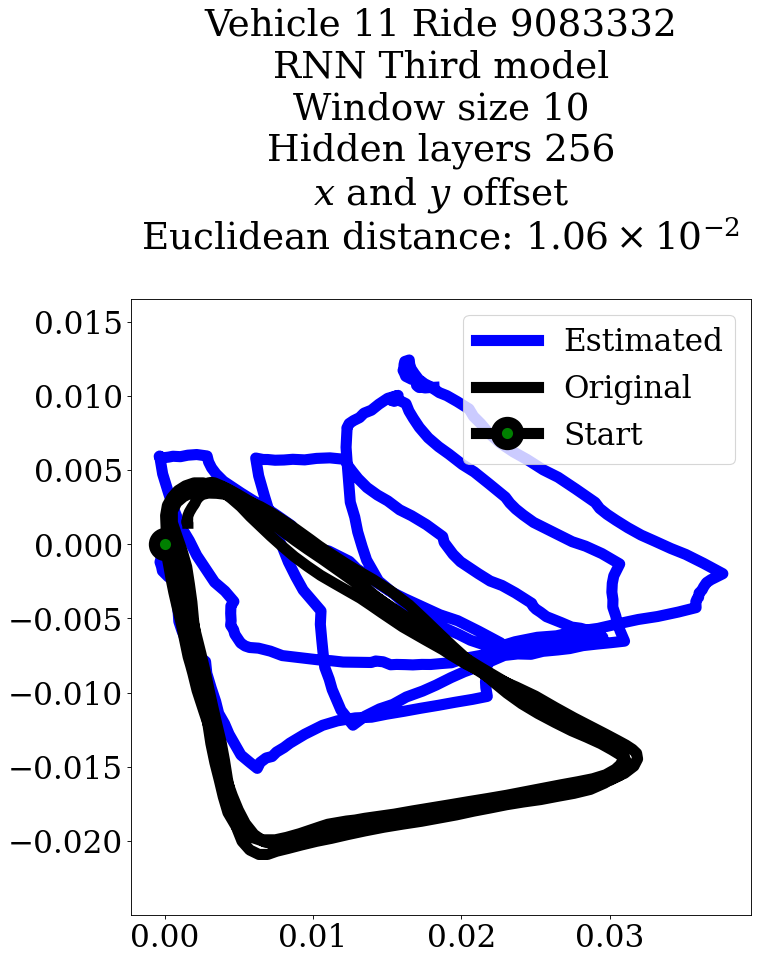 Vehicle 11 Ride 9083332
RNN Third model
Window size 10
Hidden layers 256
x and y offset
Euclidean distance: 1.06 × 10⁻²
Estimated
Original
Start
0.015
0.010
0.005
0.000
−0.005
−0.010
−0.015
−0.020
0.00 0.01 0.02 0.03